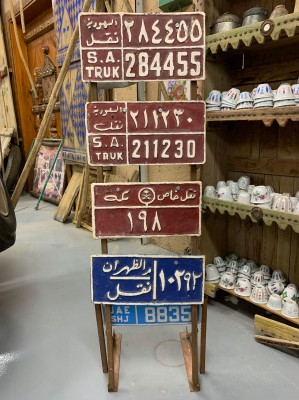 السعودية ٢٨٤٤٥٥
نقل
S.A. 284455
TRUK
السعودية ٢١١٢٣٠
نقل
S.A. 211230
TRUK
نقل خاص مكة
١٩٨
الظهران ١٠٢٩٢
نقل
UAE 8835
SHJ